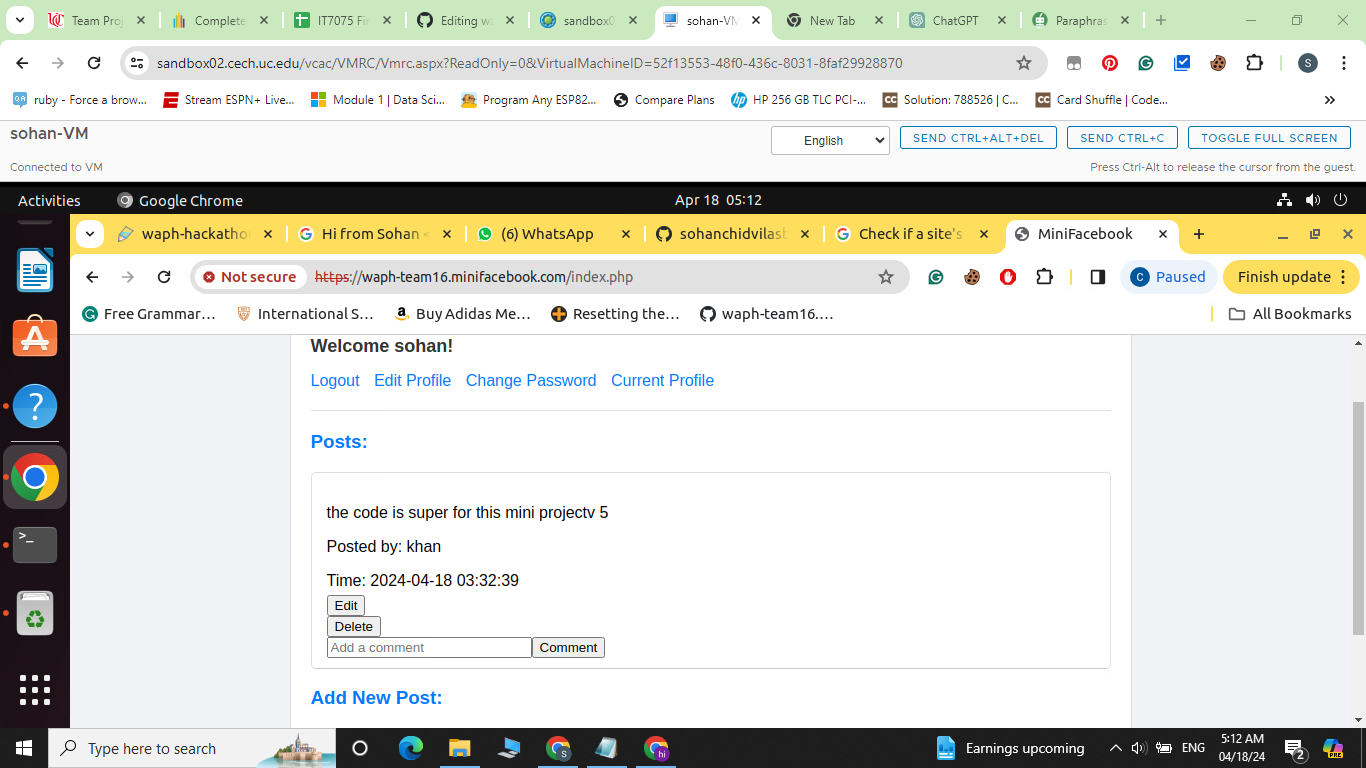 Team Proj
Complete
IT7075 Fin
Editing wa
sandbox0
sohan-VM
New Tab
ChatGPT
Paraphras
sandbox02.cech.uc.edu/vcac/VMRC/Vmrc.aspx?ReadOnly=0&VirtualMachineID=52f13553-48f0-436c-8031-8faf29928870
S
ruby - Force a brow...
Stream ESPN+ Live...
Module 1 | Data Sci...
Program Any ESP82...
Compare Plans
HP 256 GB TLC PCI-...
CC Solution: 788526 | C...
CC Card Shuffle | Code...
sohan-VM
English
SEND CTRL+ALT+DEL
SEND CTRL+C
TOGGLE FULL SCREEN
Connected to VM
Press Ctrl-Alt to release the cursor from the guest.
Activities
Google Chrome
Apr 18 05:12
waph-hackatho
Hi from Sohan
(6) WhatsApp
sohanchidvilasb
Check if a site's
MiniFacebook
Not secure
https://waph-team16.minifacebook.com/index.php
C Paused
Finish update
Free Grammar...
International S...
Buy Adidas Me...
Resetting the...
waph-team16....
All Bookmarks
Welcome sohan!
Logout
Edit Profile
Change Password
Current Profile
Posts:
the code is super for this mini projectv 5
Posted by: khan
Time: 2024-04-18 03:32:39
Edit
Delete
Add a comment
Comment
Add New Post:
Type here to search
Earnings upcoming
ENG
5:12 AM
04/18/24
2